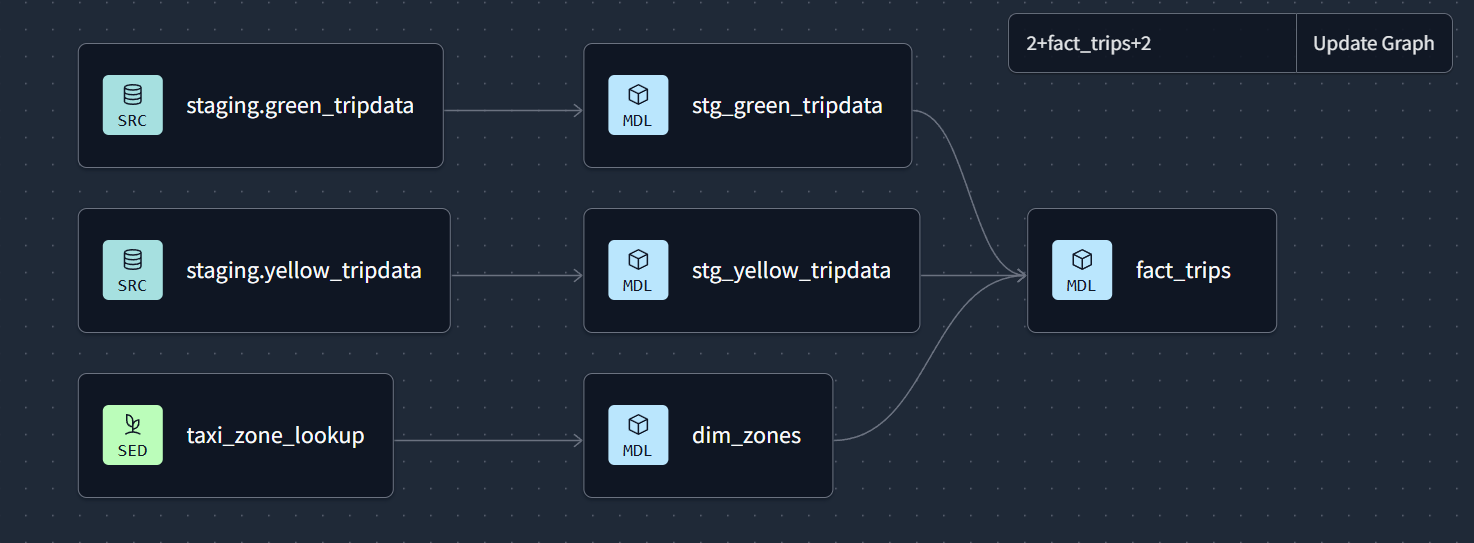 2+fact_trips+2
Update Graph
SRC
staging.green_tripdata
MDL
stg_green_tripdata
SRC
staging.yellow_tripdata
MDL
stg_yellow_tripdata
MDL
fact_trips
SED
taxi_zone_lookup
MDL
dim_zones